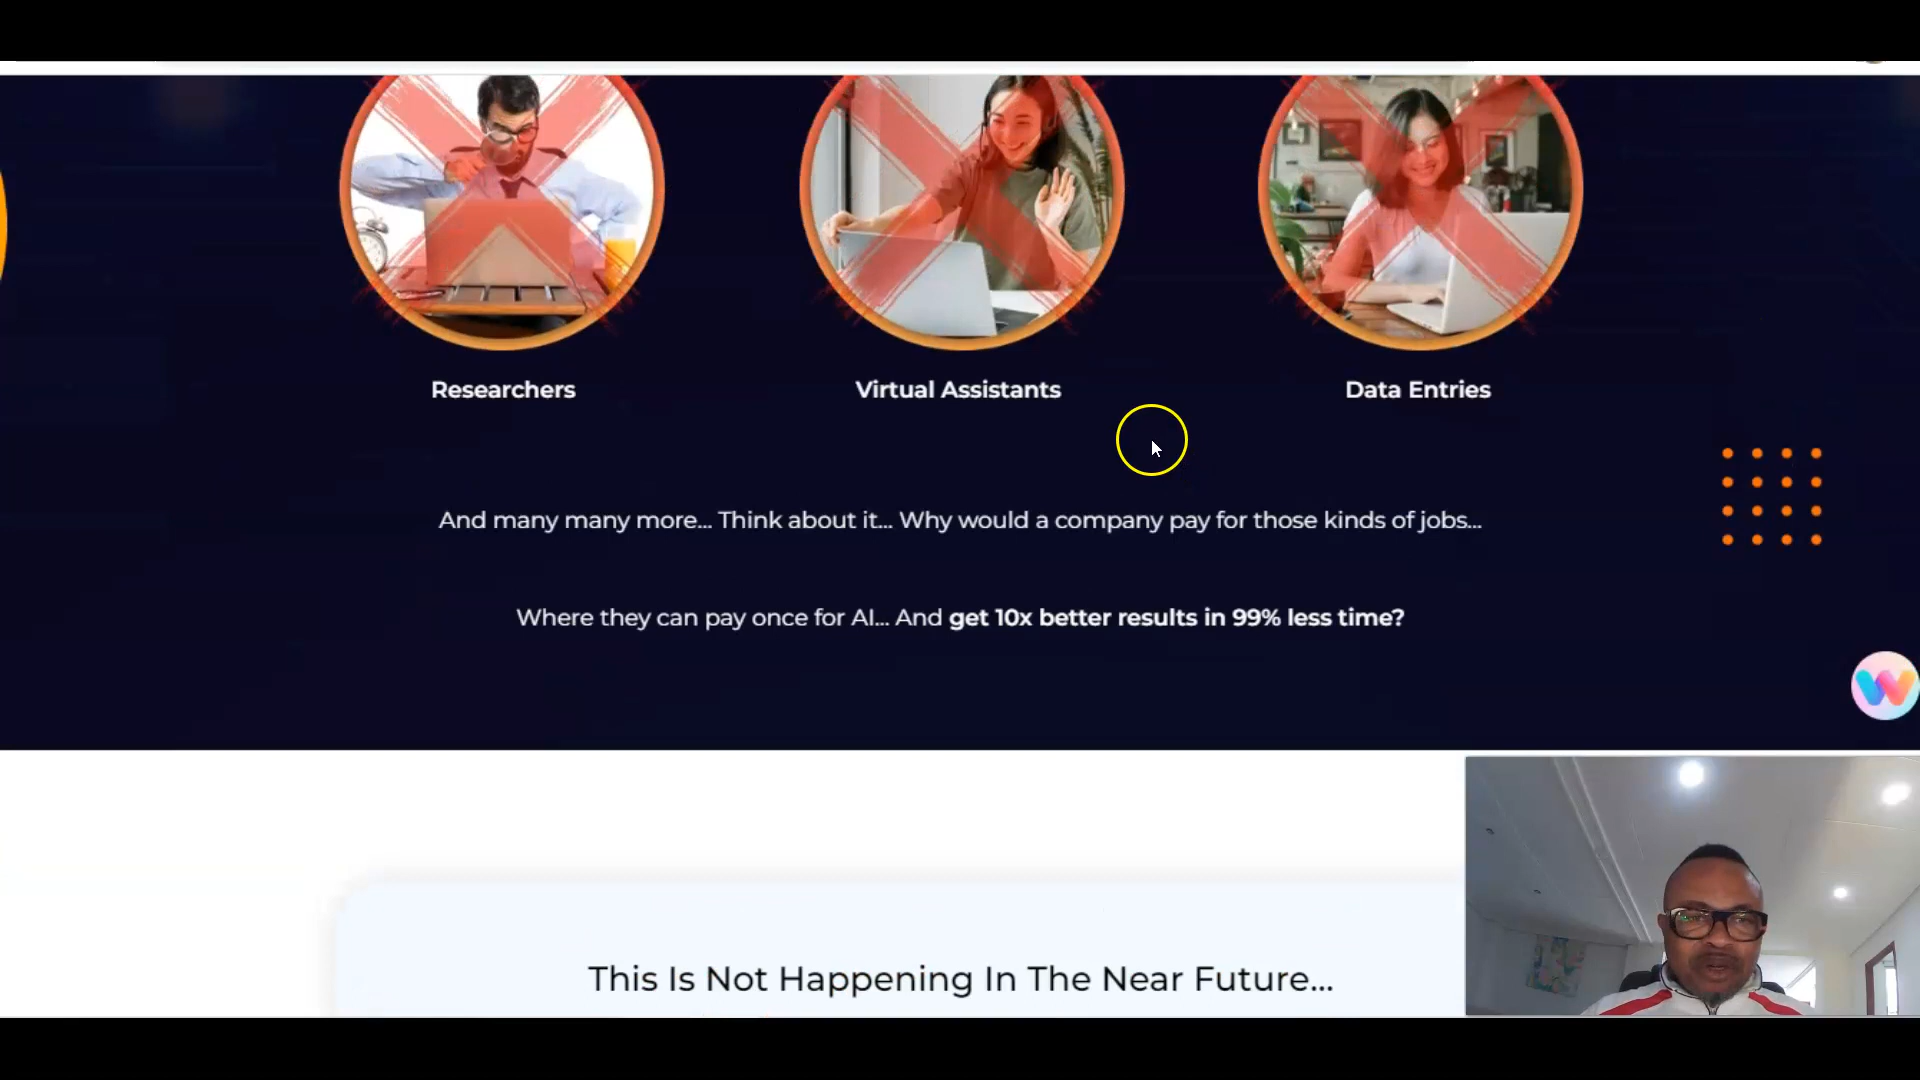 Researchers
Virtual Assistants
Data Entries
And many many more... Think about it... Why would a company pay for those kinds of jobs...
Where they can pay once for AI... And get 10x better results in 99% less time?
This Is Not Happening In The Near Future...